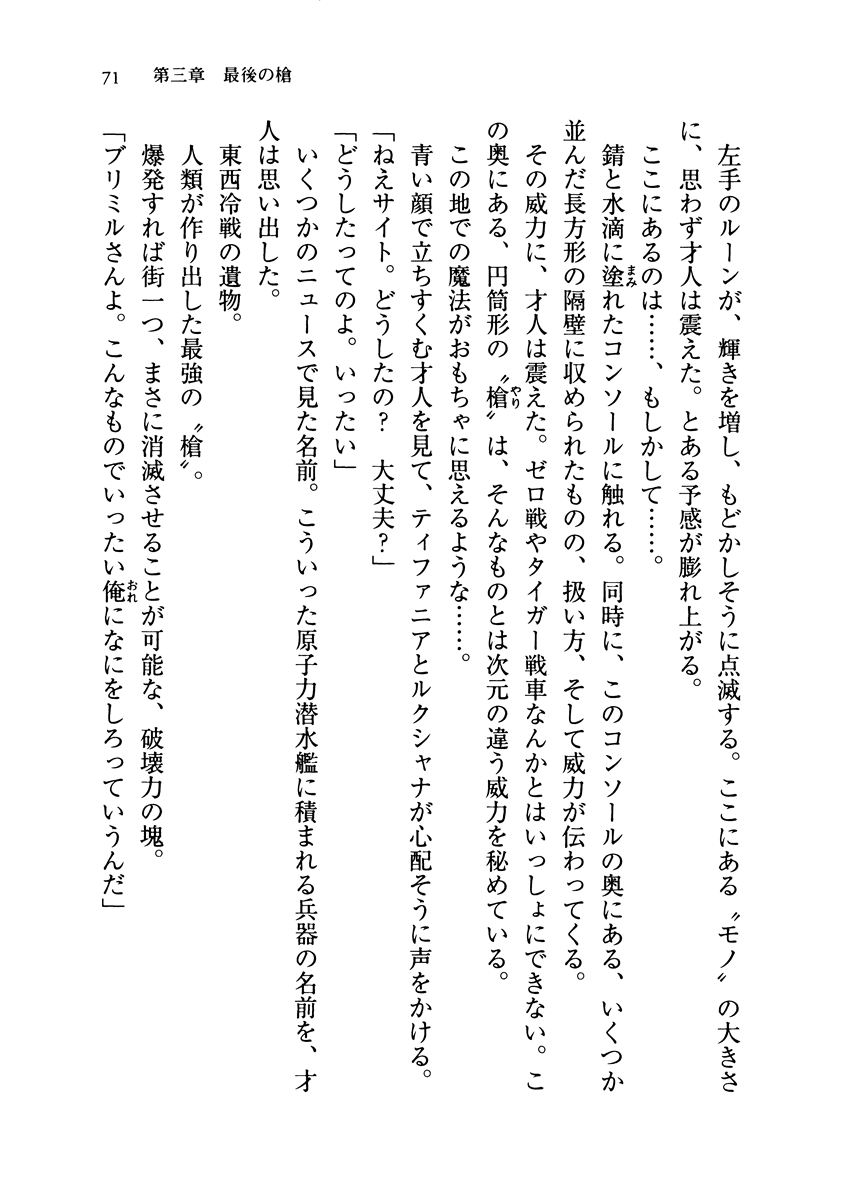 71　第三章　最後の槍
　左手のルーンが、輝きを増し、もどかしそうに点滅する。ここにある〝モノ〟の大きさ
に、思わず才人は震えた。とある予感が膨れ上がる。
　ここにあるのは……、もしかして……。
　錆と水滴に塗れたコンソールに触れる。同時に、このコンソールの奥にある、いくつか
並んだ長方形の隔壁に収められたものの、扱い方、そして威力が伝わってくる。
　その威力に、才人は震えた。ゼロ戦やタイガー戦車なんかとはいっしょにできない。こ
の奥にある、円筒形の〝槍〟は、そんなものとは次元の違う威力を秘めている。
　この地での魔法がおもちゃに思えるような……。
　青い顔で立ちすくむ才人を見て、ティファニアとルクシャナが心配そうに声をかける。
「ねえサイト。どうしたの？　大丈夫？」
「どうしたってのよ。いったい」
　いくつかのニュースで見た名前。こういった原子力潜水艦に積まれる兵器の名前を、才
人は思い出した。
　東西冷戦の遺物。
　人類が作り出した最強の〝槍〟。
　爆発すれば街一つ、まさに消滅させることが可能な、破壊力の塊。
「ブリミルさんよ。こんなものでいったい俺になにをしろっていうんだ」